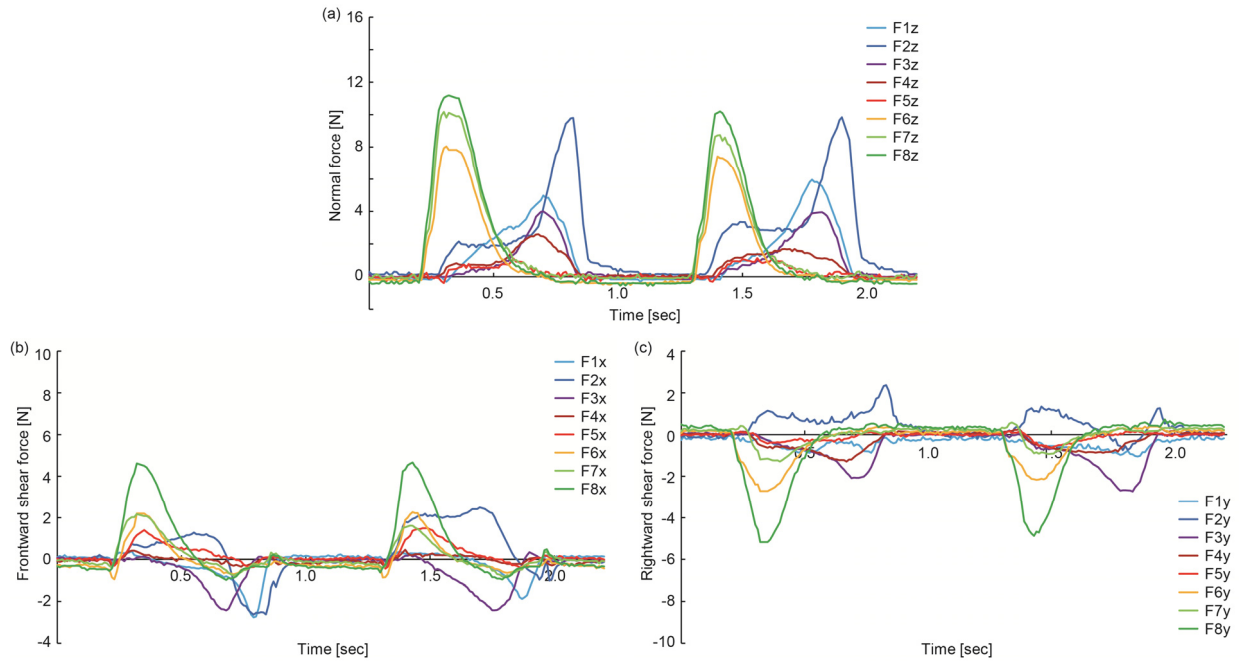 (a)
16
12
8
4
0
Normal force [N]
0.5
1.0
1.5
2.0
Time [sec]
F1z
F2z
F3z
F4z
F5z
F6z
F7z
F8z
(b)
10
8
6
4
2
0
-2
-4
Frontward shear force [N]
0.5
1.0
1.5
2.0
Time [sec]
F1x
F2x
F3x
F4x
F5x
F6x
F7x
F8x
(c)
4
2
0
-2
-4
-6
-8
-10
Rightward shear force [N]
0.5
1.0
1.5
2.0
Time [sec]
F1y
F2y
F3y
F4y
F5y
F6y
F7y
F8y